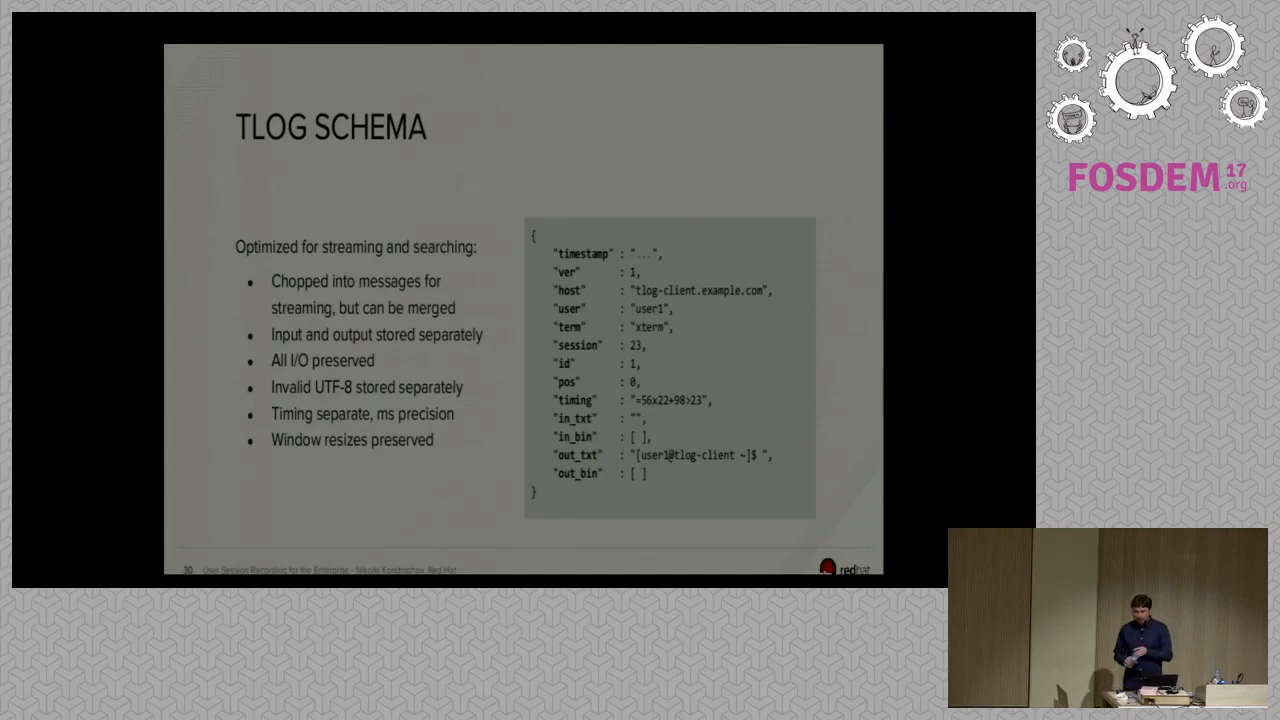 TLOG SCHEMA
Optimized for streaming and searching:
• Chopped into messages for
streaming, but can be merged
• Input and output stored separately
• All I/O preserved
• Invalid UTF-8 stored separately
• Timing separate, ms precision
• Window resizes preserved
{
"timestamp" : "...",
"ver" : 1,
"host" : "tlog-client.example.com",
"user" : "user1",
"term" : "xterm",
"session" : 23,
"id" : 1,
"pos" : 0,
"timing" : "=56x22+98>23",
"in_txt" : "",
"in_bin" : [ ],
"out_txt" : "[user1@tlog-client ~]$ ",
"out_bin" : [ ]
}
30 User Session Recording for the Enterprise - Nikolai Kondrashov, Red Hat
redhat
FOSDEM 17
.org